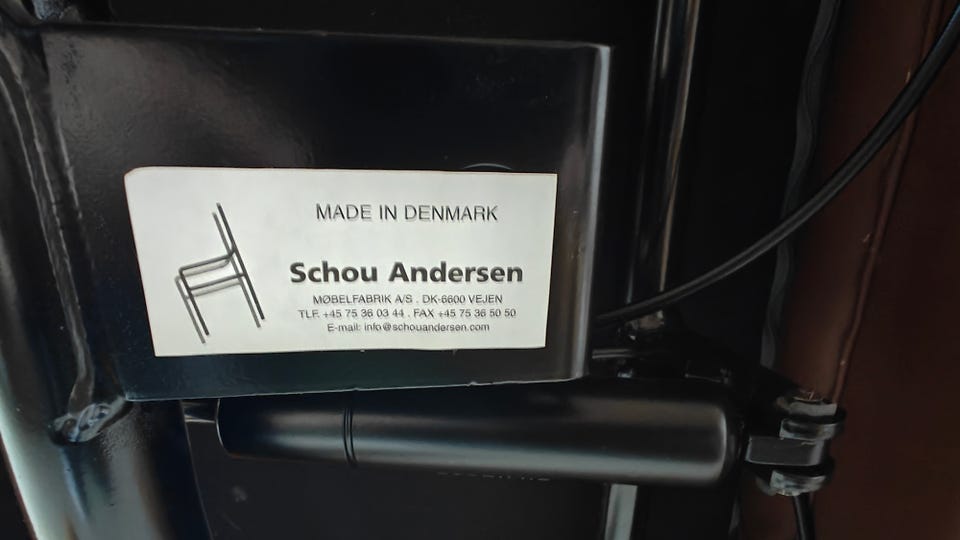 MADE IN DENMARK
Schou Andersen
MØBELFABRIK A/S . DK-6600 VEJEN
TLF. +45 75 36 03 44 . FAX +45 75 36 50 50
E-mail: info@schouandersen.com